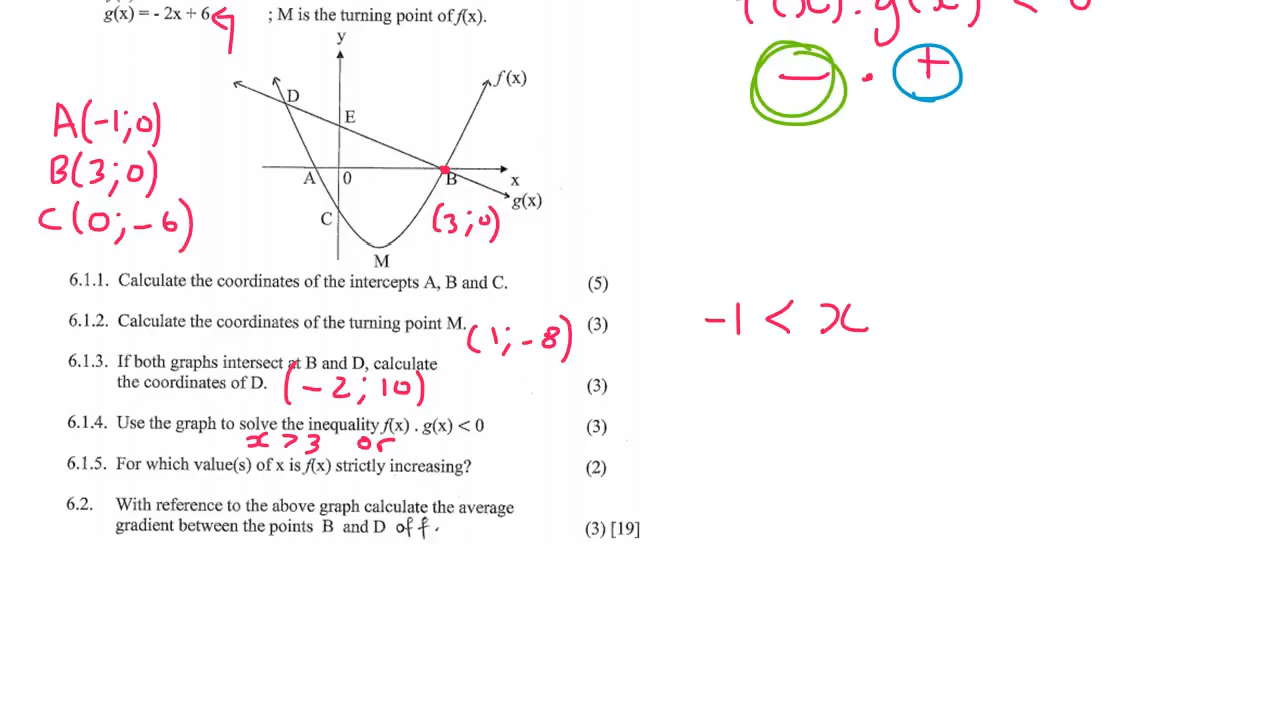 f(x).g(x) < 0
g(x) = - 2x + 6 ; M is the turning point of f(x).
y
− . +
f(x)
D
E
A(-1;0)
B(3;0)
C(0;-6)
A 0 B x
g(x)
C (3;0)
M
6.1.1. Calculate the coordinates of the intercepts A, B and C. (5)
6.1.2. Calculate the coordinates of the turning point M. (1;-8) (3)
-1 < x
6.1.3. If both graphs intersect at B and D, calculate
the coordinates of D. (-2;10) (3)
6.1.4. Use the graph to solve the inequality f(x) . g(x) < 0 (3)
x > 3 or
6.1.5. For which value(s) of x is f(x) strictly increasing? (2)
6.2. With reference to the above graph calculate the average
gradient between the points B and D of f. (3) [19]